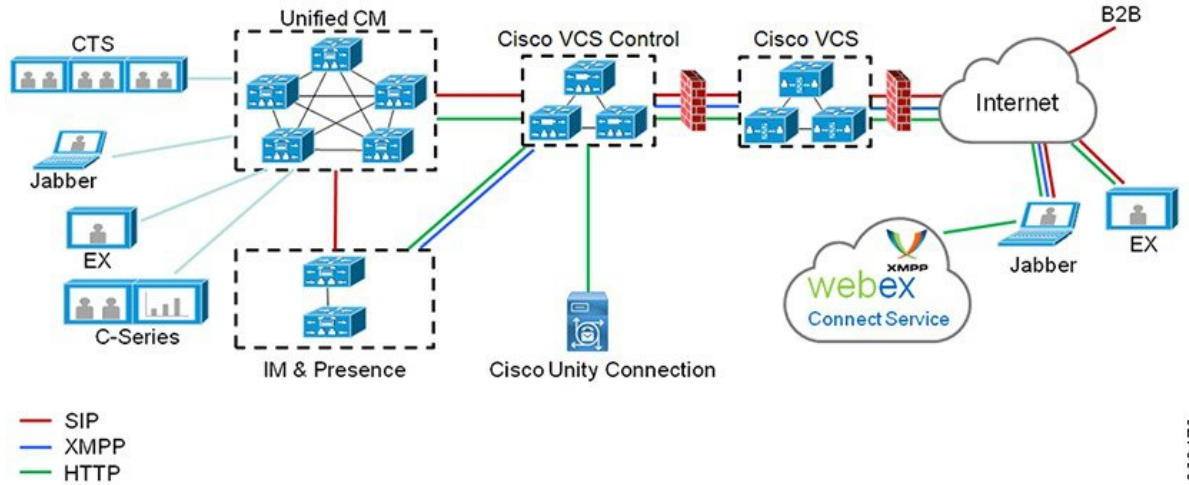 Unified CM
B2B
CTS
Cisco VCS Control
Cisco VCS
Internet
Jabber
EX
C-Series
IM & Presence
Cisco Unity Connection
XMPP
webex
Connect Service
Jabber
EX
SIP
XMPP
HTTP